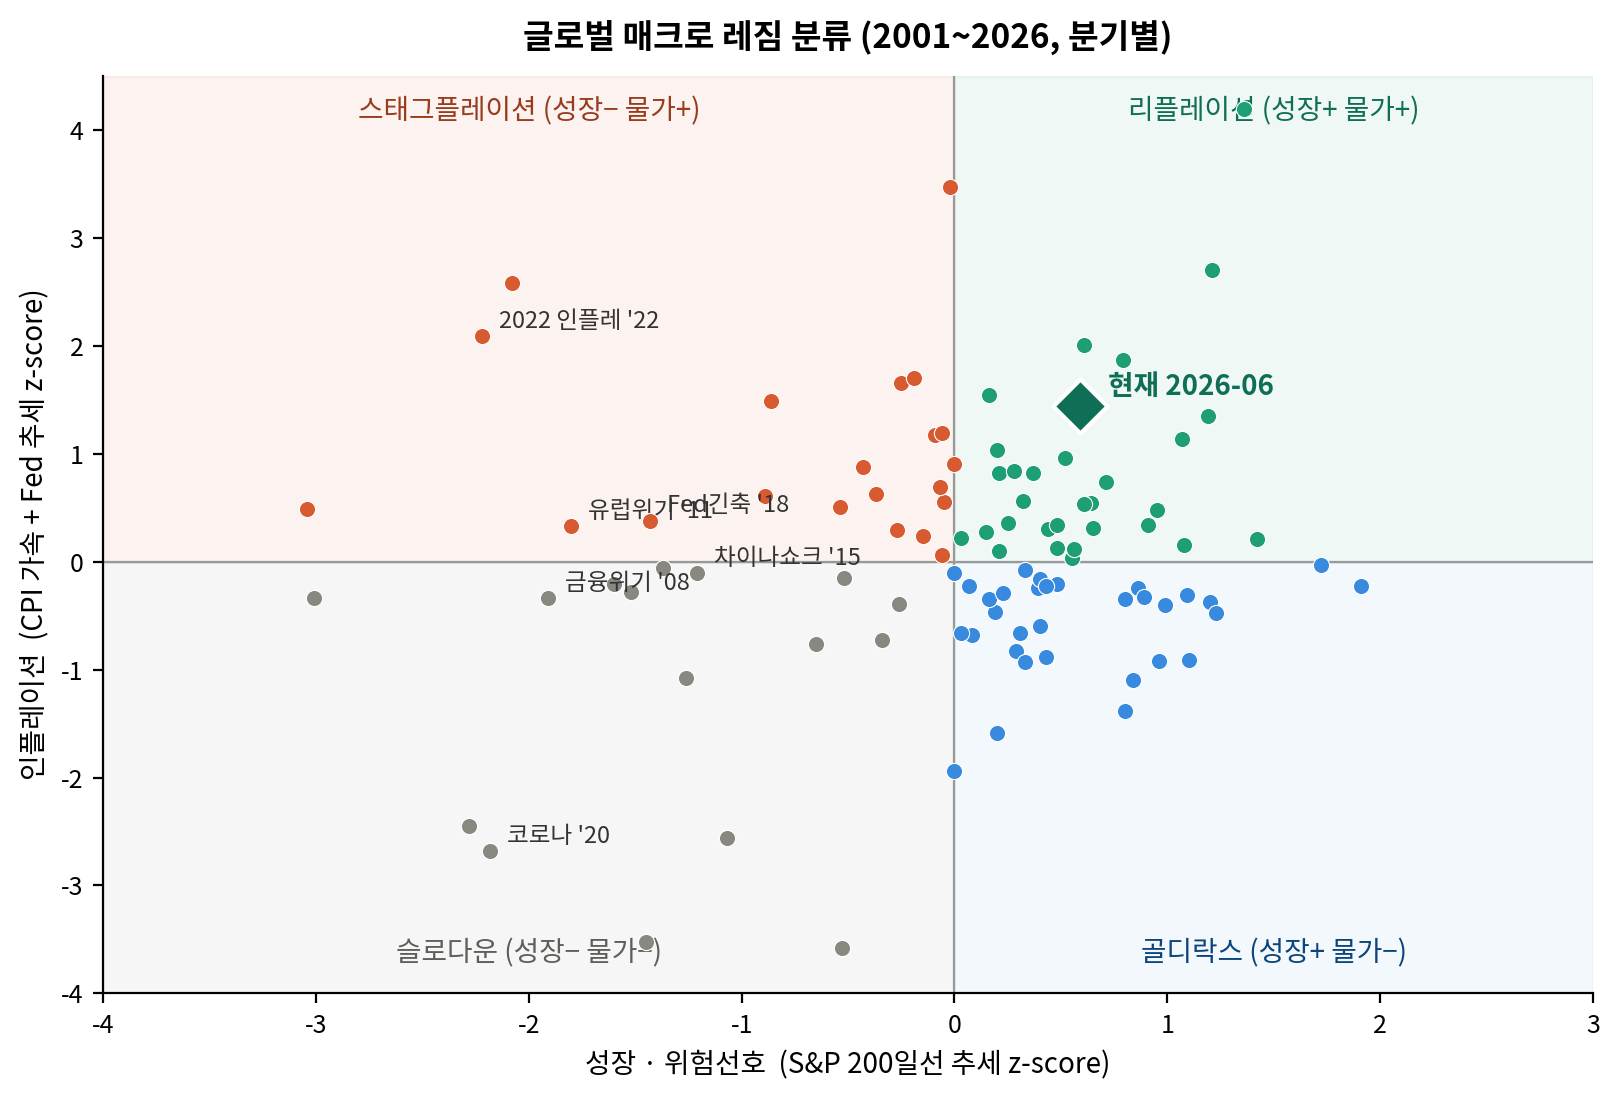 글로벌 매크로 레짐 분류 (2001~2026, 분기별)
스태그플레이션 (성장− 물가+)
리플레이션 (성장+ 물가+)
2022 인플레 '22
현재 2026-06
유럽위기 '11
Fed긴축 '18
차이나쇼크 '15
금융위기 '08
코로나 '20
슬로다운 (성장− 물가−)
골디락스 (성장+ 물가−)
인플레이션 (CPI 가속 + Fed 추세 z-score)
4
3
2
1
0
-1
-2
-3
-4
-4 -3 -2 -1 0 1 2 3
성장 · 위험선호 (S&P 200일선 추세 z-score)